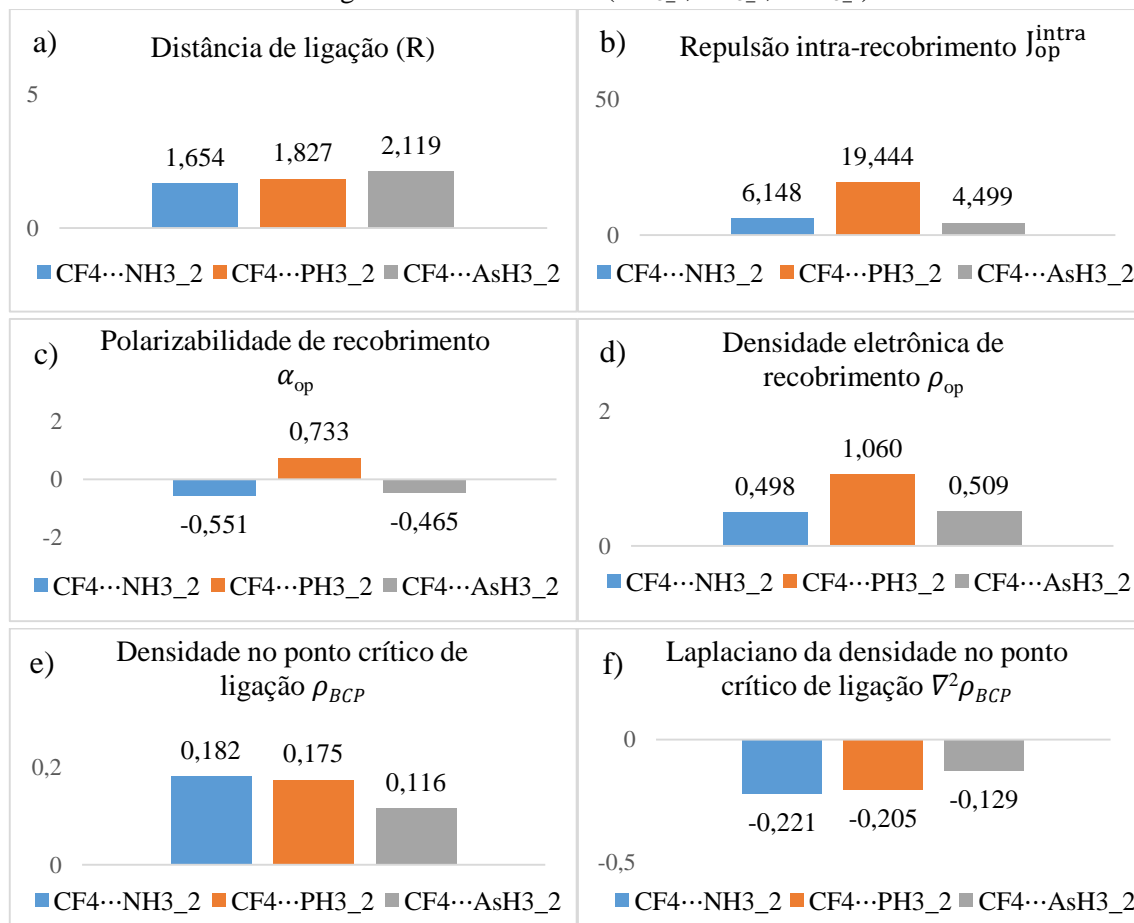 a)
Distância de ligação (R)
5
1,654
1,827
2,119
0
CF4···NH3_2 CF4···PH3_2 CF4···AsH3_2
b)
Repulsão intra-recobrimento J_op^intra
50
6,148
19,444
4,499
0
CF4···NH3_2 CF4···PH3_2 CF4···AsH3_2
c)
Polarizabilidade de recobrimento
α_op
2
0,733
0
-0,551
-0,465
-2
CF4···NH3_2 CF4···PH3_2 CF4···AsH3_2
d)
Densidade eletrônica de
recobrimento ρ_op
2
0,498
1,060
0,509
0
CF4···NH3_2 CF4···PH3_2 CF4···AsH3_2
e)
Densidade no ponto crítico de
ligação ρ_BCP
0,2
0,182
0,175
0,116
0
CF4···NH3_2 CF4···PH3_2 CF4···AsH3_2
f)
Laplaciano da densidade no ponto
crítico de ligação ∇²ρ_BCP
0
-0,221
-0,205
-0,129
-0,5
CF4···NH3_2 CF4···PH3_2 CF4···AsH3_2